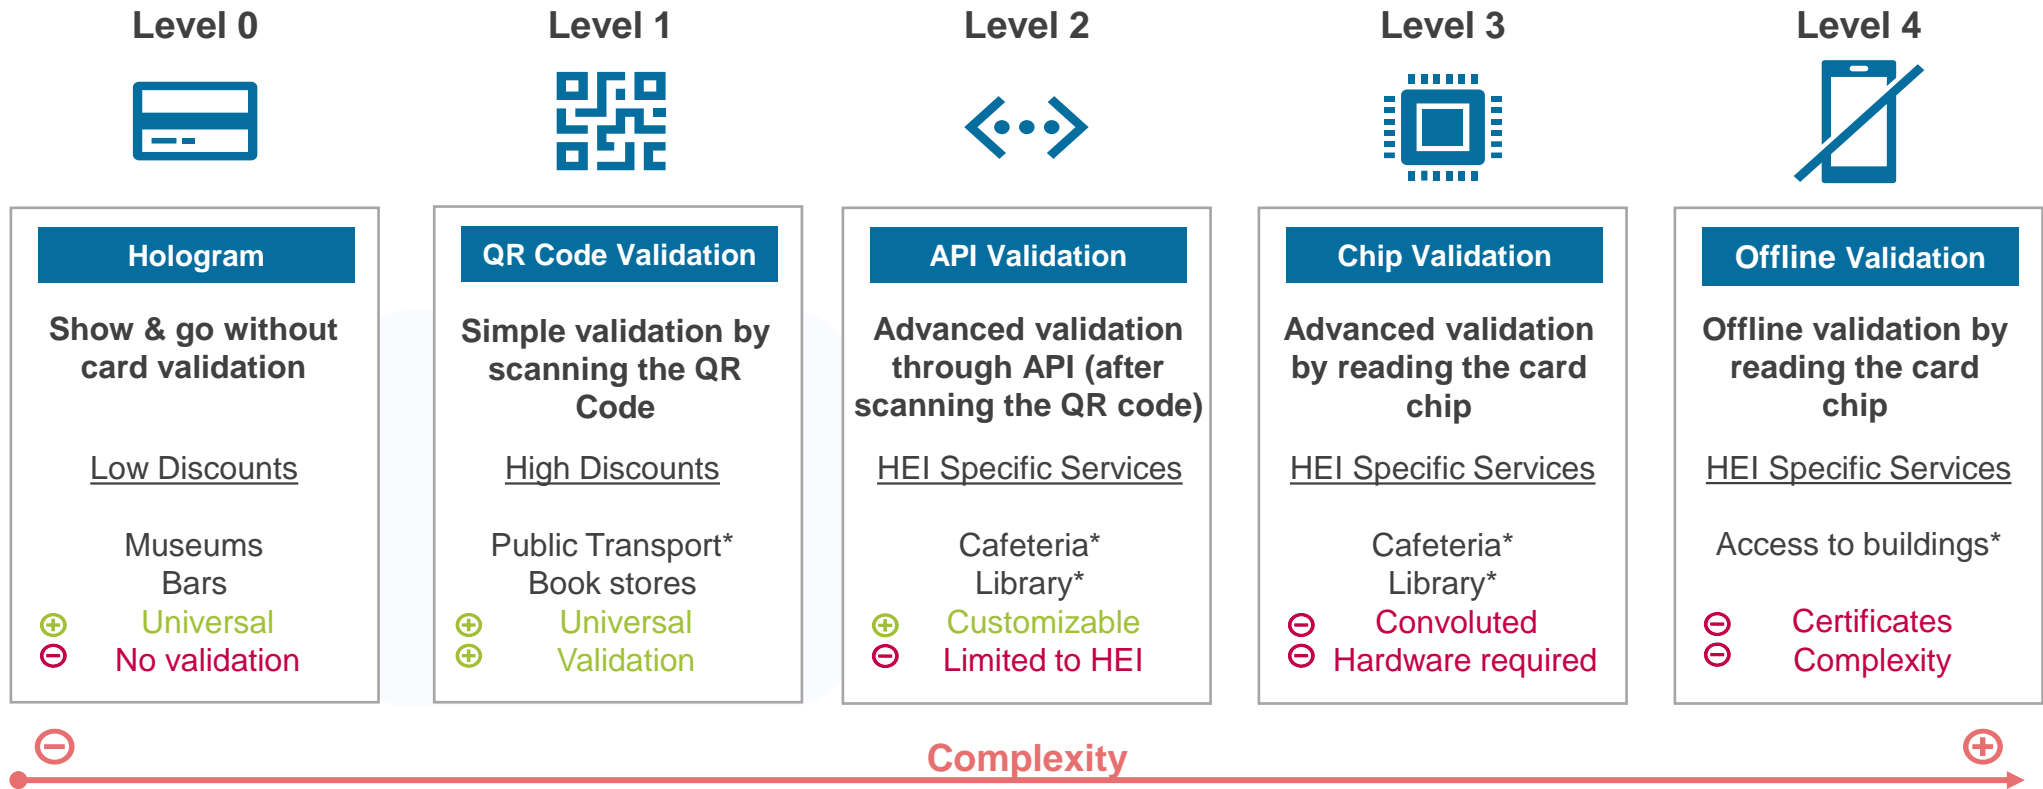 Level 0
Hologram
Show & go without
card validation
Low Discounts
Museums
Bars
Universal
No validation
Level 1
QR Code Validation
Simple validation by
scanning the QR
Code
High Discounts
Public Transport*
Book stores
Universal
Validation
Level 2
API Validation
Advanced validation
through API (after
scanning the QR code)
HEI Specific Services
Cafeteria*
Library*
Customizable
Limited to HEI
Level 3
Chip Validation
Advanced validation
by reading the card
chip
HEI Specific Services
Cafeteria*
Library*
Convoluted
Hardware required
Level 4
Offline Validation
Offline validation by
reading the card
chip
HEI Specific Services
Access to buildings*
Certificates
Complexity
Complexity